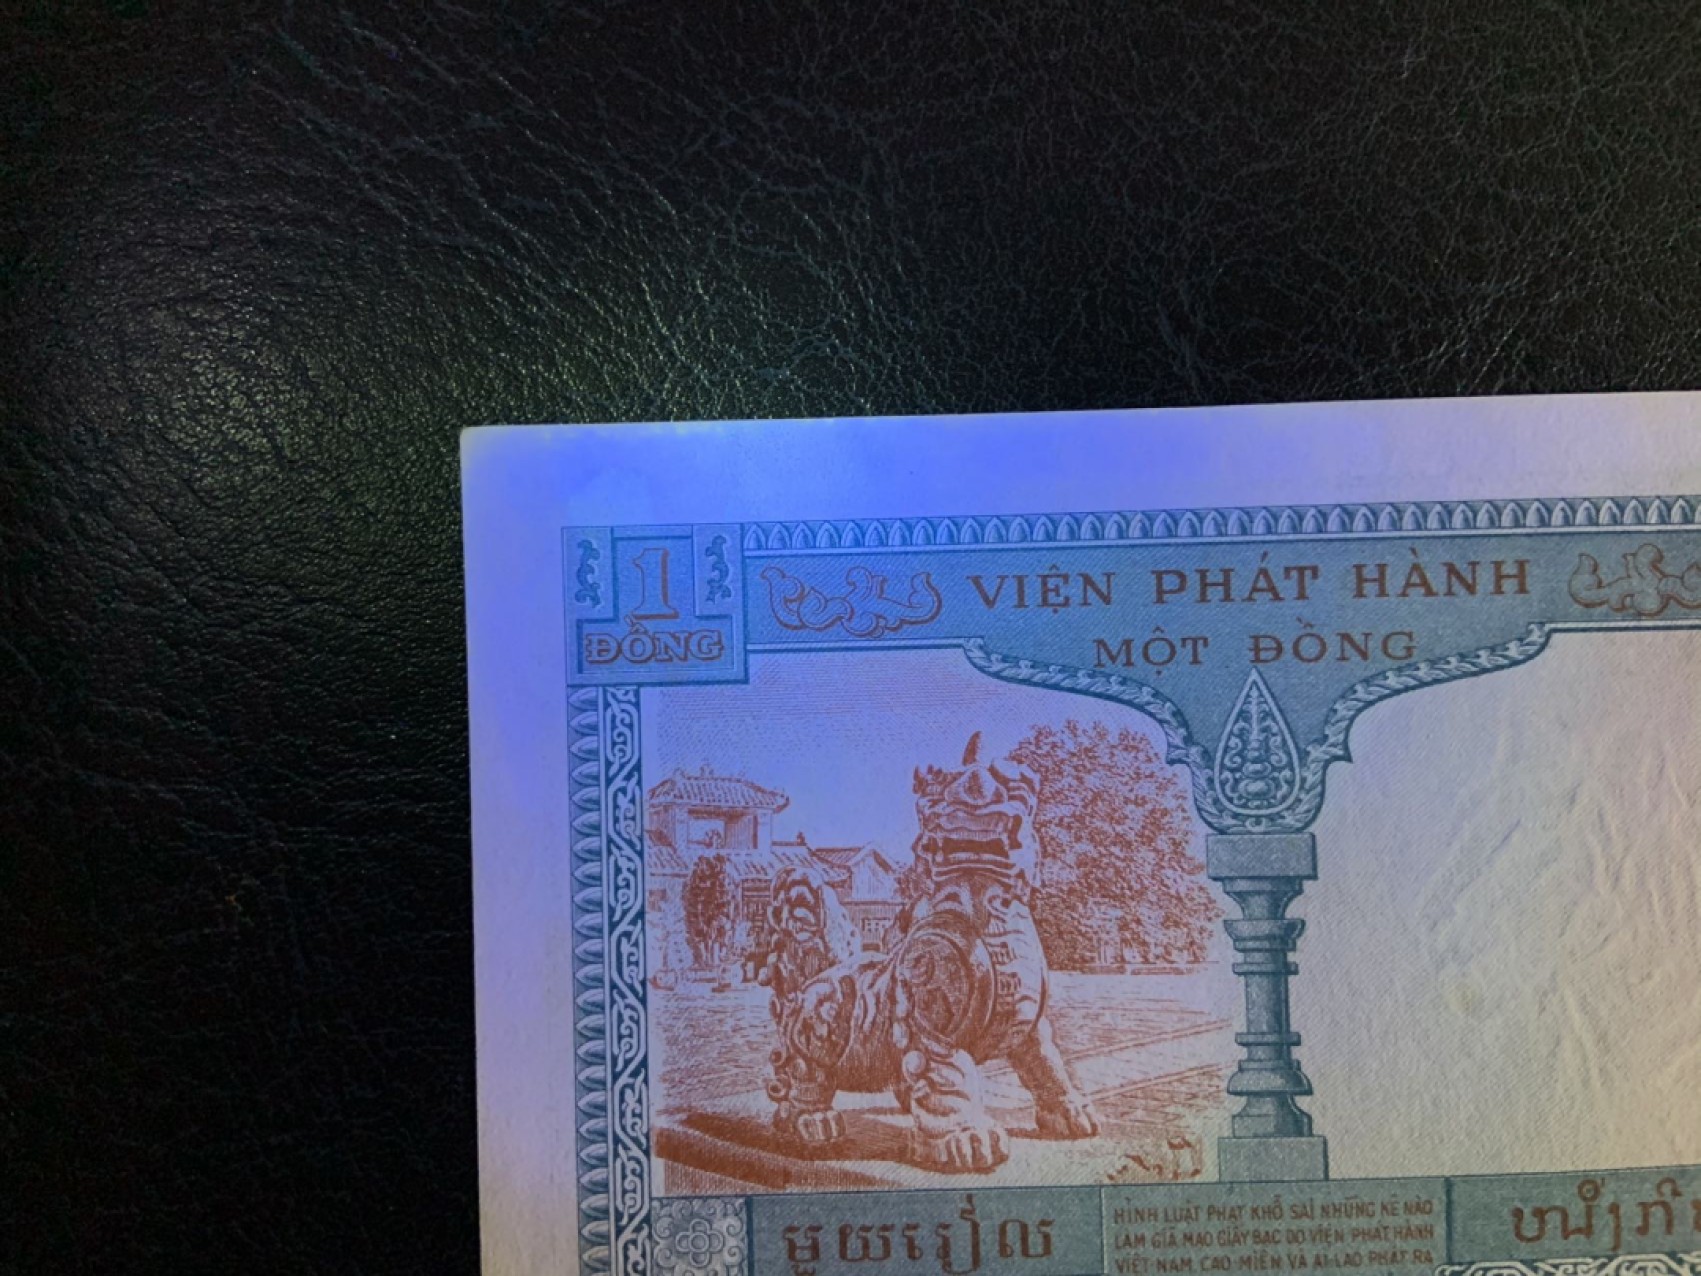 1
ĐỒNG
VIỆN PHÁT HÀNH
MỘT ĐỒNG
មួយរៀល
HÌNH LUẬT PHẠT KHỔ SAI NHỮNG KẺ NÀO
LÀM GIẢ MẠO GIẤY BẠC DO VIỆN PHÁT HÀNH
VIỆT-NAM CAO MIÊN VÀ AI-LAO PHÁT RA